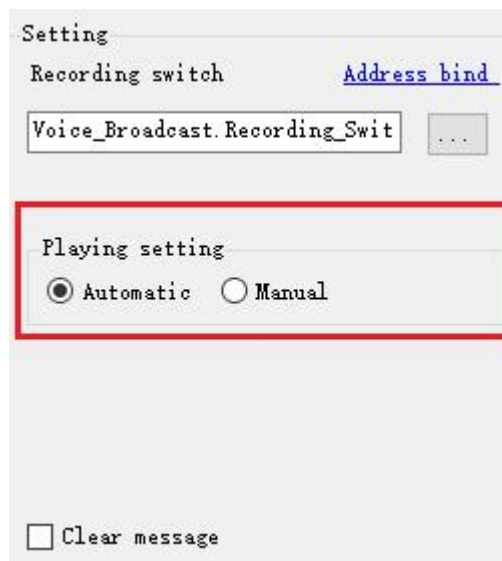 Setting
Recording switch Address bind
Voice_Broadcast.Recording_Swit ...
Playing setting
Automatic Manual
Clear message